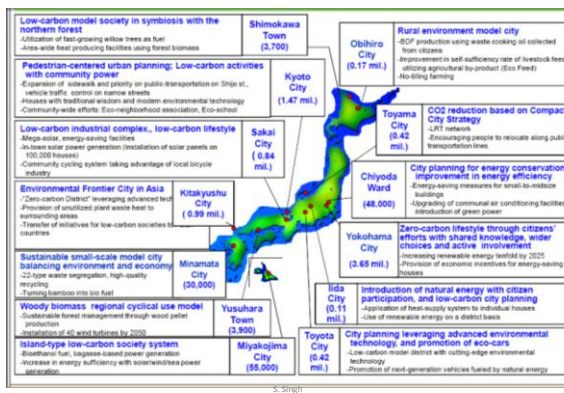 Low-carbon model society in symbiosis with the
northern forest
-Utilization of fast-growing willow trees as fuel
-Area-wide heat producing facilities using forest biomass
Shimokawa
Town
(3,700)
Pedestrian-centered urban planning; Low-carbon activities
with community power
-Expansion of sidewalk and priority on public-transportation on Shijo st.,
vehicle traffic control on narrow streets
-Houses with traditional wisdom and modern environmental technology
-Community-wide efforts: Eco-neighborhood association, Eco-school
Kyoto
City
(1.47 mil.)
Low-carbon industrial complex,, low-carbon lifestyle
-Mega-solar, energy-saving facilities
-In-town solar power generation (Installation of solar panels on
100,000 houses)
-Community cycling system taking advantage of local bicycle
industry
Sakai
City
( 0.84
mil.)
Environmental Frontier City in Asia
-"Zero-carbon District" leveraging advanced tech
-Provision of unutilized plant waste heat to
surrounding areas
-Transfer of initiatives for low-carbon societies to
countries
Kitakyushu
City
( 0.99 mil.)
Sustainable small-scale model city
balancing environment and economy
-22-type waste segregation, high-quality
recycling
-Turning bamboo into bio fuel
Minamata
City
(30,000)
Woody biomass regional cyclical use model
-Sustainable forest management through wood pellet
production
-Installation of 40 wind turbines by 2050
Yusuhara
Town
(3,900)
Island-type low-carbon society system
-Bioethanol fuel, bagasse-based power generation
-Increase in energy sufficiency with solar/wind/sea power
generation
Miyakojima
City
(55,000)
Obihiro
City
(0.17 mil.)
Rural environment model city
-BDF production using waste cooking oil collected
from citizens
-Improvement in self-sufficiency rate of livestock feed
utilizing agricultural by-product (Eco Feed)
-No-tilling farming
Toyama
City
(0.42
mil.)
CO2 reduction based on Compact
City Strategy
-LRT network
-Encouraging people to relocate along public
transportation lines
Chiyoda
Ward
(48,000)
City planning for energy conservation
improvement in energy efficiency
-Energy-saving measures for small-to-midsize
buildings
-Upgrading of communal air conditioning facilities
introduction of green power
Yokohama
City
(3.65 mil.)
Zero-carbon lifestyle through citizens'
efforts with shared knowledge, wider
choices and active involvement
-Increasing renewable energy tenfold by 2025
-Provision of economic incentives for energy-saving
houses
Iida
City
(0.11
mil.)
Introduction of natural energy with citizen
participation, and low-carbon city planning
-Application of heat-supply system to individual houses
-Use of renewable energy on a district basis
Toyota
City
(0.42
mil.)
City planning leveraging advanced environmental
technology, and promotion of eco-cars
-Low-carbon model district with cutting-edge environmental
technology
-Promotion of next-generation vehicles fueled by natural energy
S. Singh